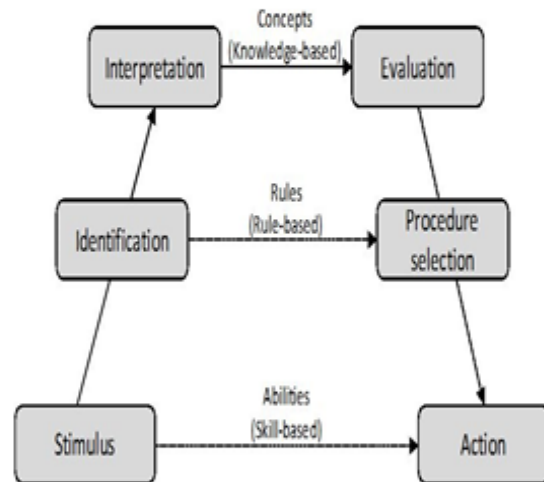 Concepts
(Knowledge-based)
Interpretation
Evaluation
Rules
(Rule-based)
Identification
Procedure
selection
Abilities
(Skill-based)
Stimulus
Action